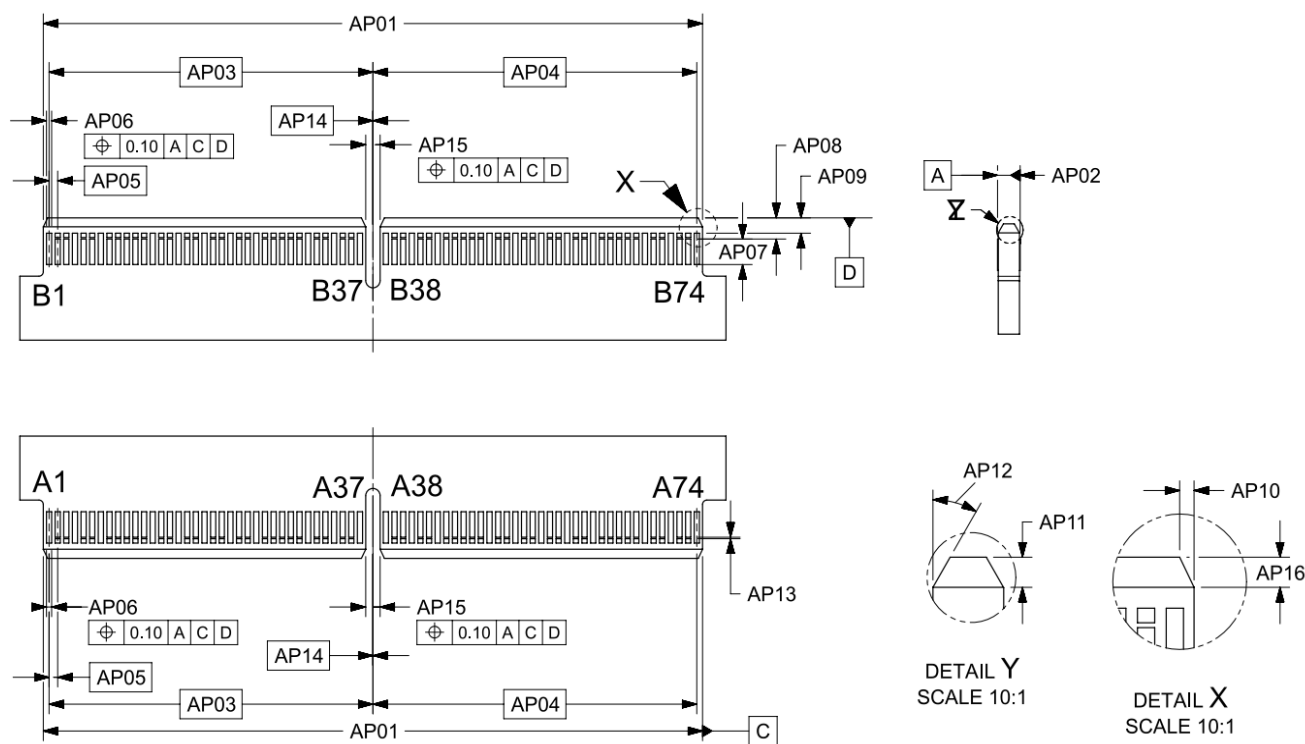 AP01
AP03
AP04
AP06
⌖ 0.10 A C D
AP05
AP14
AP15
⌖ 0.10 A C D
X
AP08
AP09
AP07
D
A
AP02
B1
B37
B38
B74
A1
A37
A38
A74
AP06
⌖ 0.10 A C D
AP05
AP15
⌖ 0.10 A C D
AP14
AP13
AP03
AP04
AP01
C
AP12
AP11
DETAIL Y
SCALE 10:1
AP10
AP16
DETAIL X
SCALE 10:1